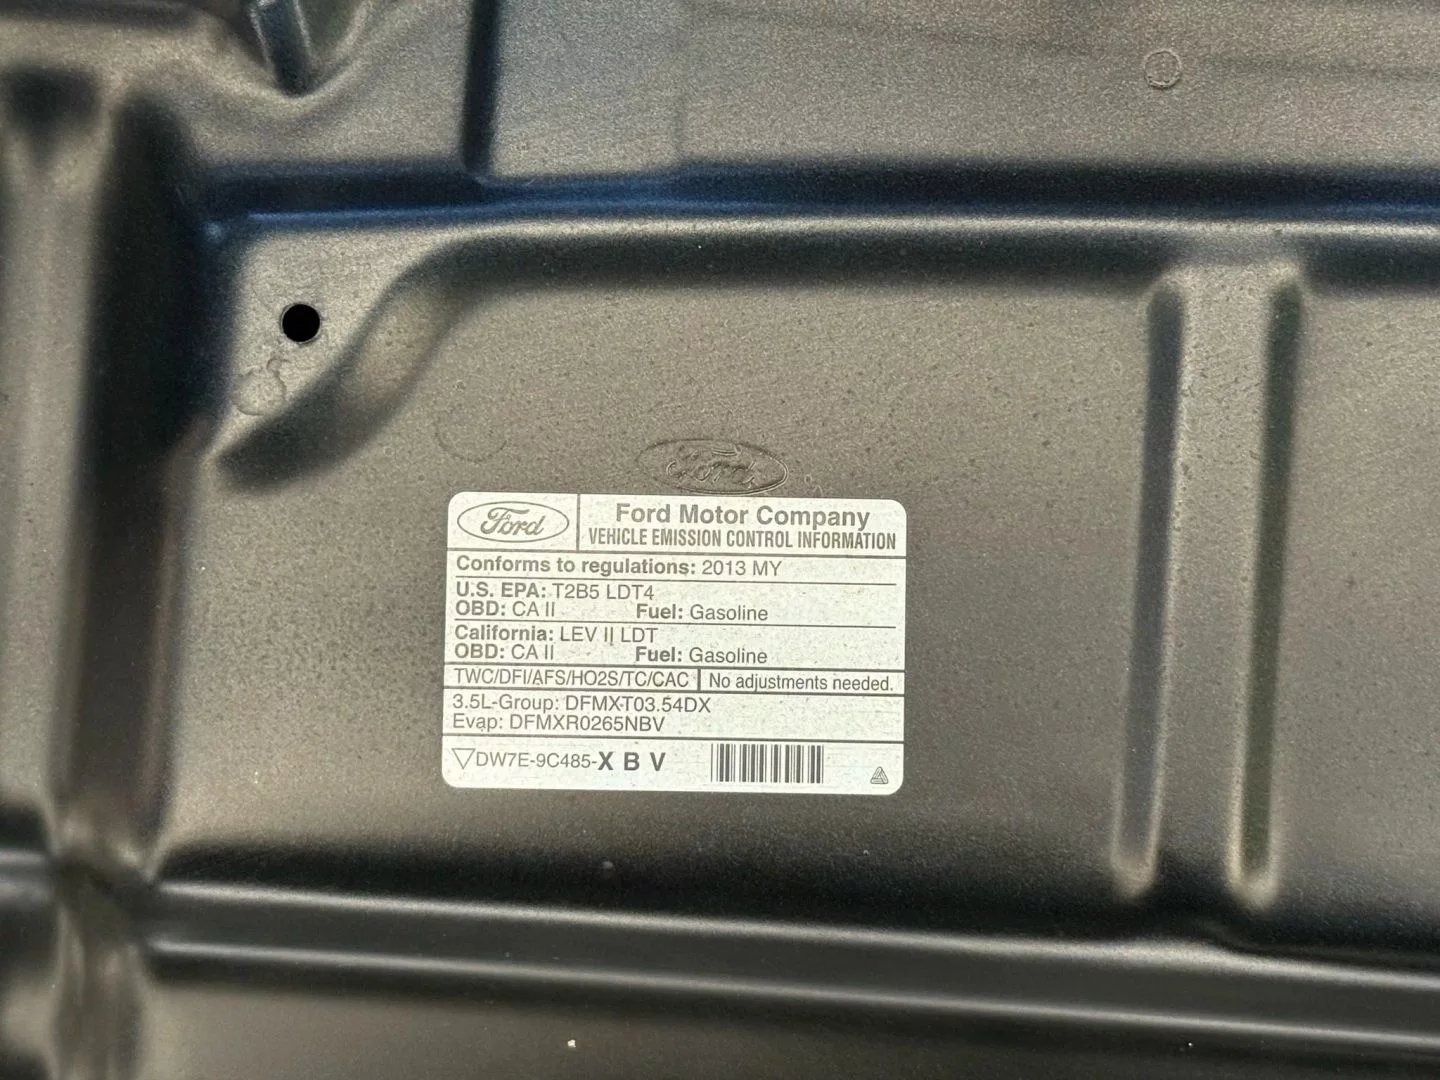 Ford
Ford
Ford Motor Company
VEHICLE EMISSION CONTROL INFORMATION
Conforms to regulations: 2013 MY
U.S. EPA: T2B5 LDT4
OBD: CA II Fuel: Gasoline
California: LEV II LDT
OBD: CA II Fuel: Gasoline
TWC/DFI/AFS/HO2S/TC/CAC No adjustments needed.
3.5L-Group: DFMXT03.54DX
Evap: DFMXR0265NBV
DW7E-9C485-X B V